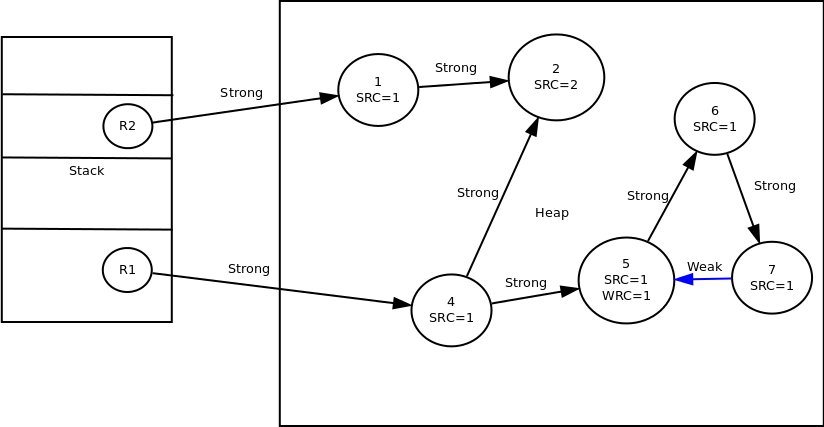 Strong
Strong
1
SRC=1
2
SRC=2
6
SRC=1
R2
Stack
Strong
Strong
Strong
Heap
R1
Strong
Strong
Weak
5
SRC=1
WRC=1
7
SRC=1
4
SRC=1